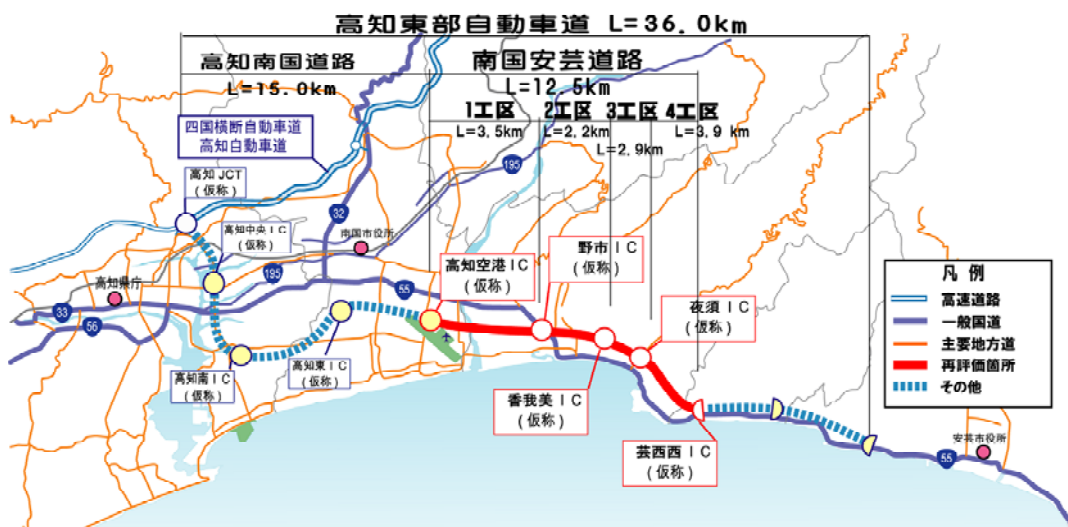 高知東部自動車道 L=36.0km
高知南国道路
L=15.0km
南国安芸道路
L=12.5km
1工区
2工区
3工区
4工区
L=3.5km
L=2.2km
L=2.9km
L=3.9 km
四国横断自動車道
高知自動車道
高知JCT
(仮称)
195
32
高知中央IC
(仮称)
南国市役所
195
高知県庁
33
56
55
高知空港IC
(仮称)
野市IC
(仮称)
夜須IC
(仮称)
高知南IC
(仮称)
高知東IC
(仮称)
香我美IC
(仮称)
芸西西IC
(仮称)
凡例
高速道路
一般国道
主要地方道
再評価箇所
その他
安芸市役所
55